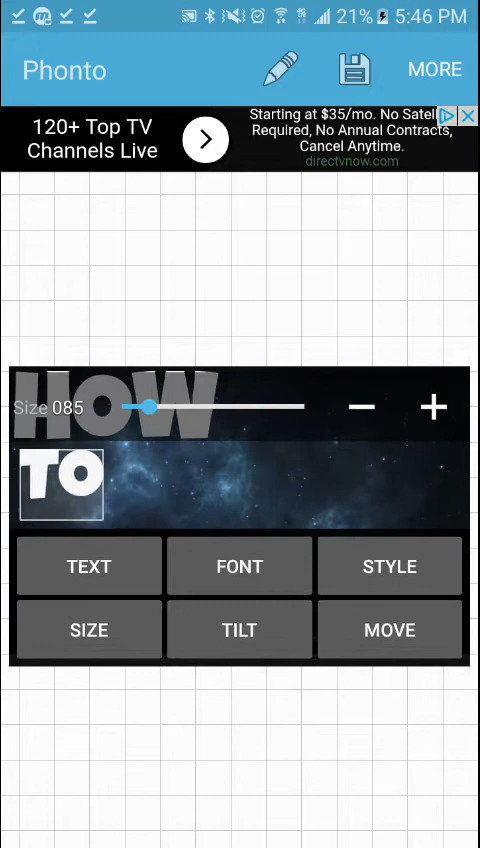 21% 5:46 PM
Phonto
MORE
120+ Top TV
Channels Live
Starting at $35/mo. No Satell
Required, No Annual Contracts,
Cancel Anytime.
directvnow.com
HOW
Size 085
TO
TEXT
FONT
STYLE
SIZE
TILT
MOVE